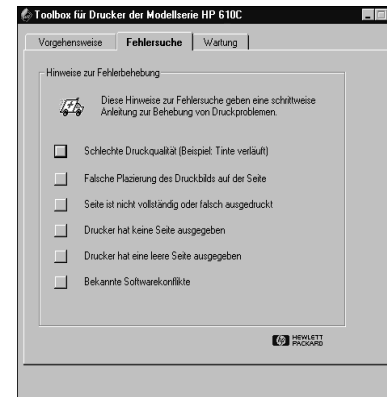 Toolbox für Drucker der Modellserie HP 610C
Vorgehensweise Fehlersuche Wartung
Hinweise zur Fehlerbehebung
Diese Hinweise zur Fehlersuche geben eine schrittweise
Anleitung zur Behebung von Druckproblemen.
Schlechte Druckqualität (Beispiel: Tinte verläuft)
Falsche Plazierung des Druckbilds auf der Seite
Seite ist nicht vollständig oder falsch ausgedruckt
Drucker hat keine Seite ausgegeben
Drucker hat eine leere Seite ausgegeben
Bekannte Softwarekonflikte
hp HEWLETT
PACKARD